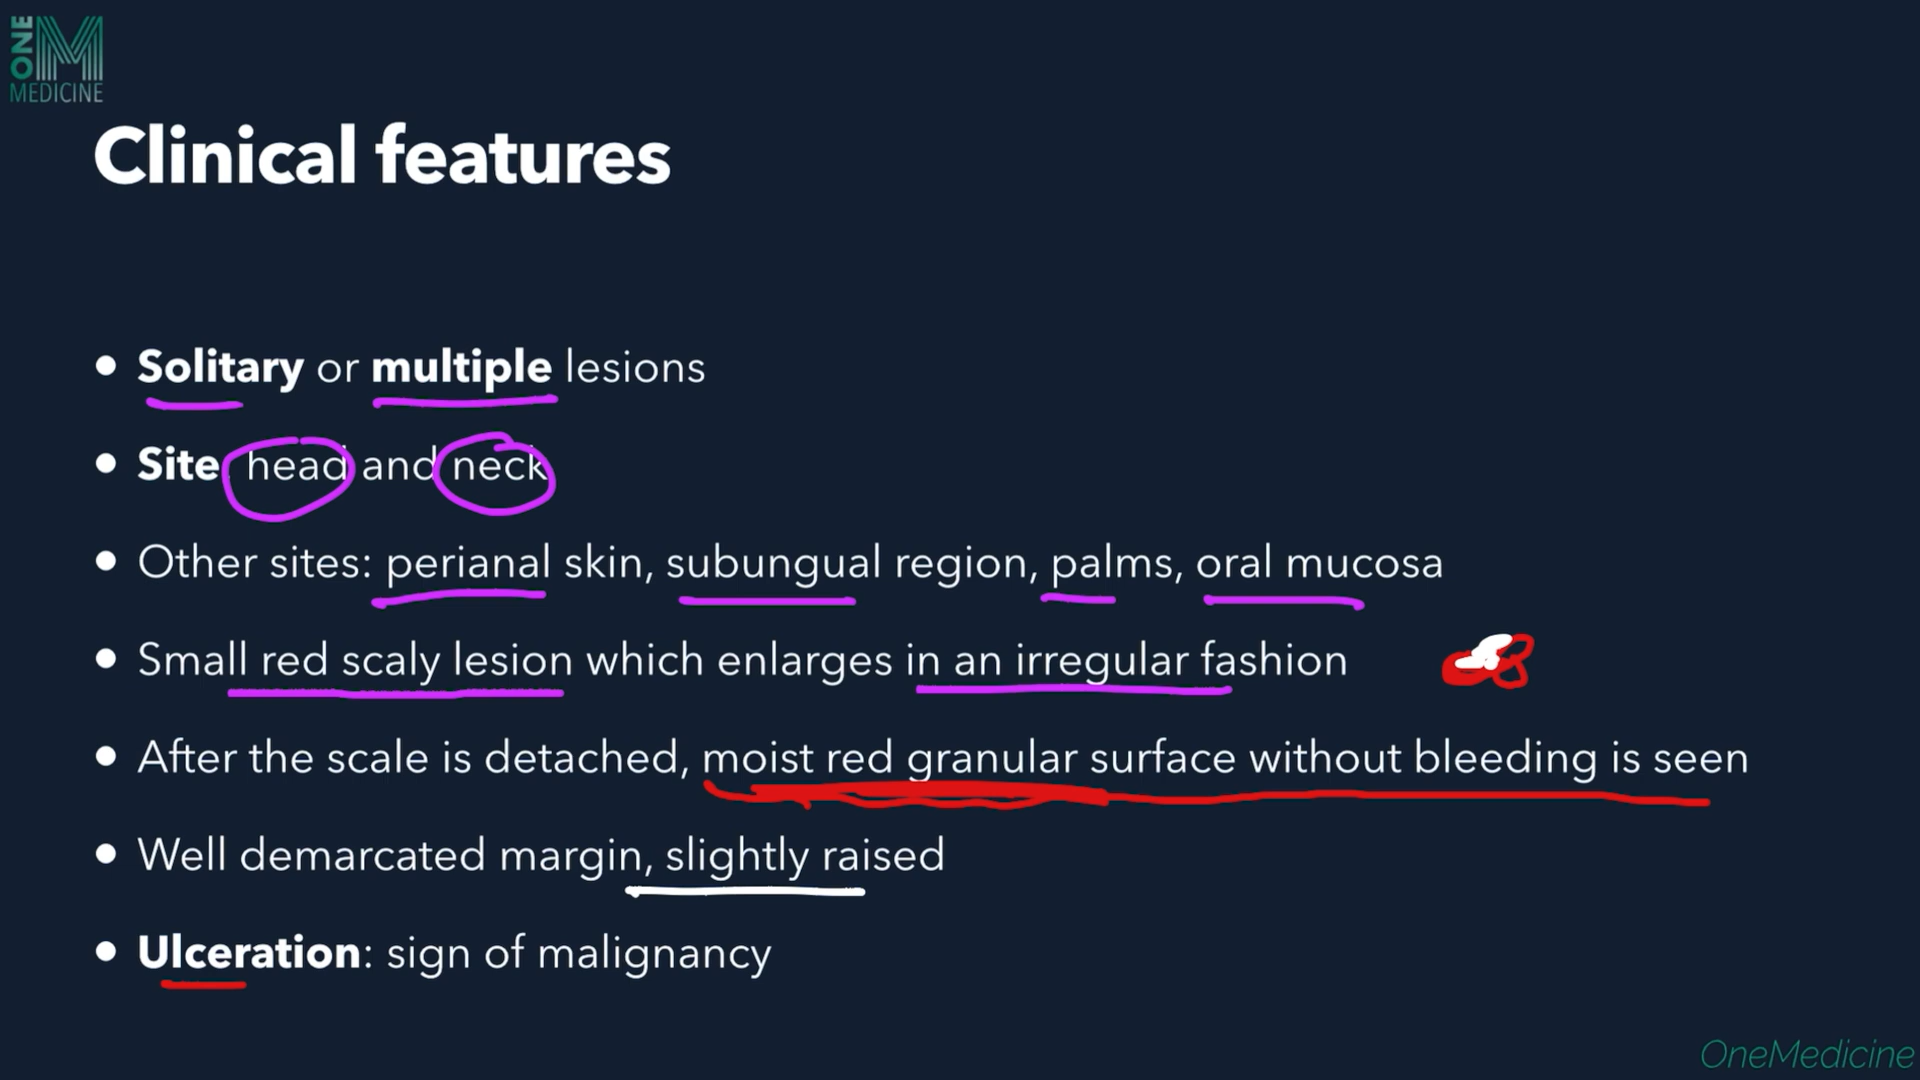 ONE
MEDICINE
Clinical features
• Solitary or multiple lesions
• Site head and neck
• Other sites: perianal skin, subungual region, palms, oral mucosa
• Small red scaly lesion which enlarges in an irregular fashion
• After the scale is detached, moist red granular surface without bleeding is seen
• Well demarcated margin, slightly raised
• Ulceration: sign of malignancy
OneMedicine